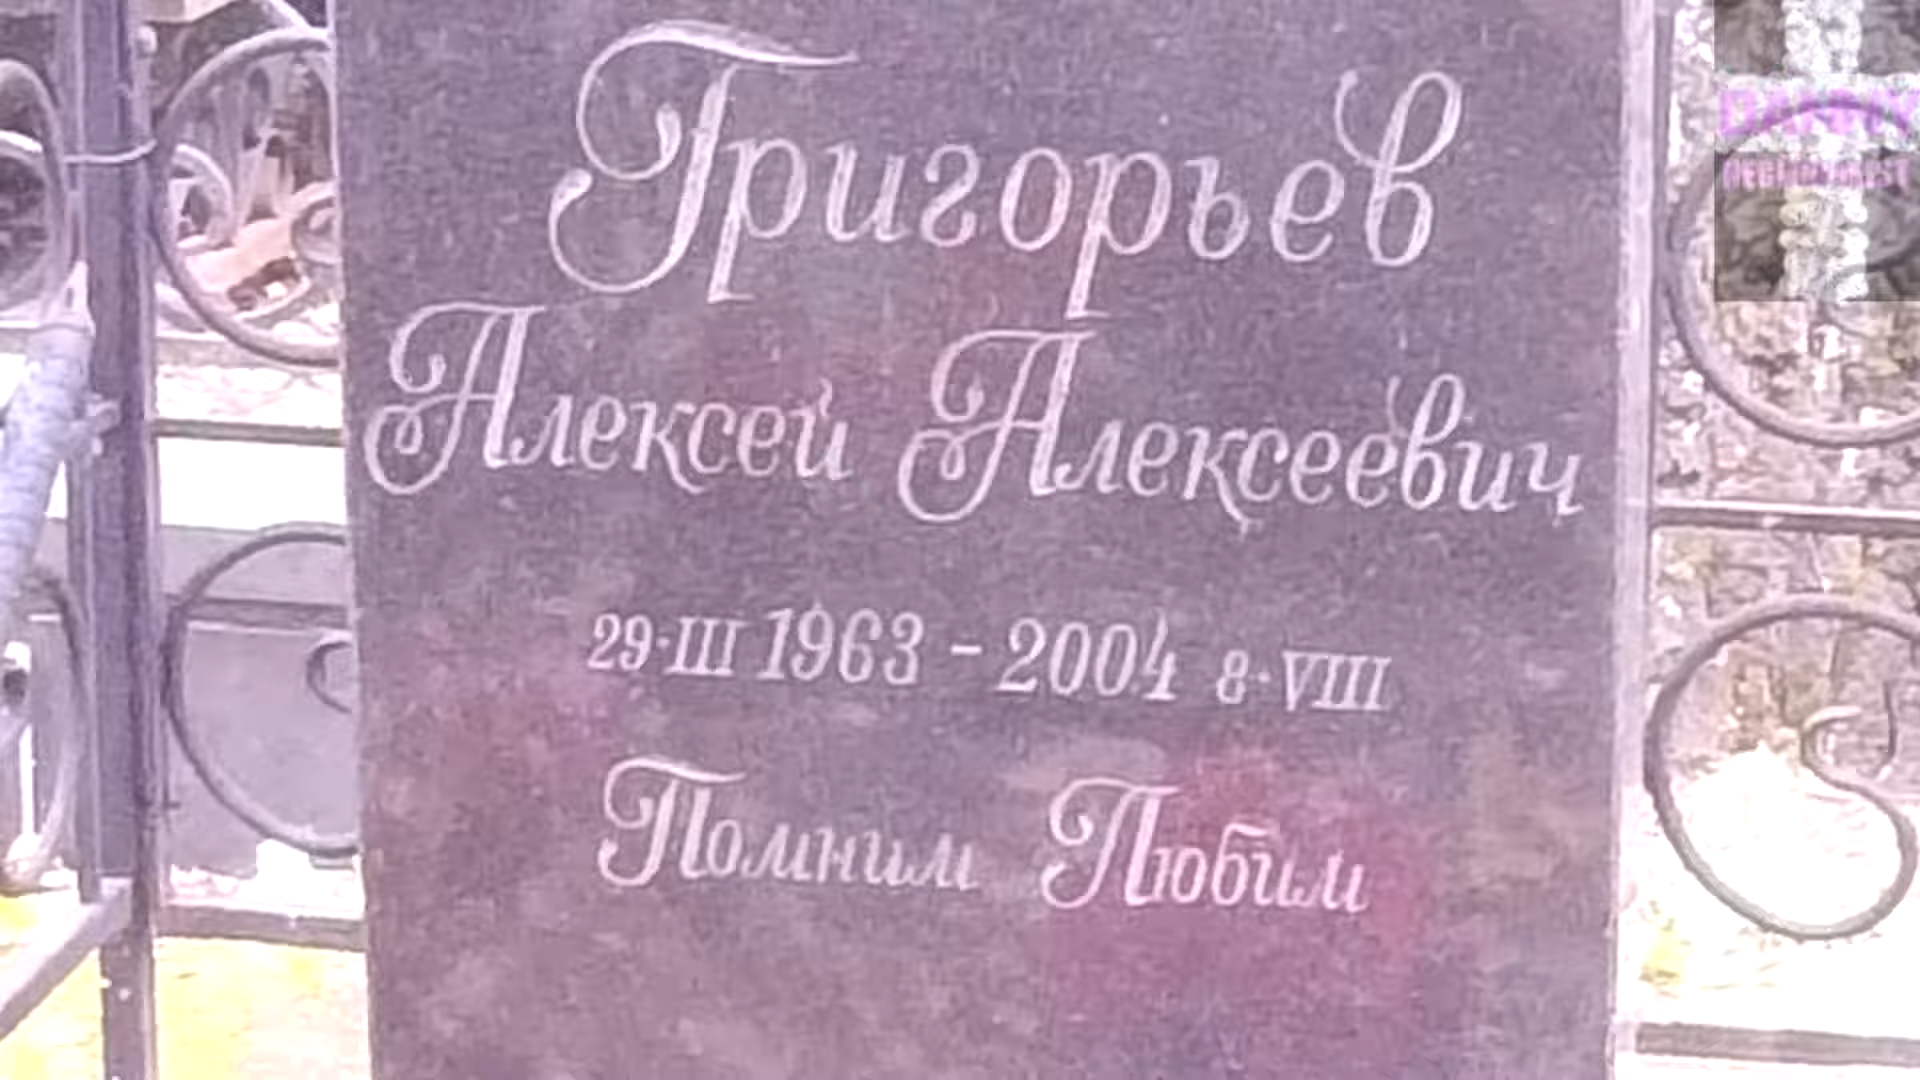 Григорьев
Алексей Алексеевич
29·III 1963 - 2004 8·VIII
Помним Любим